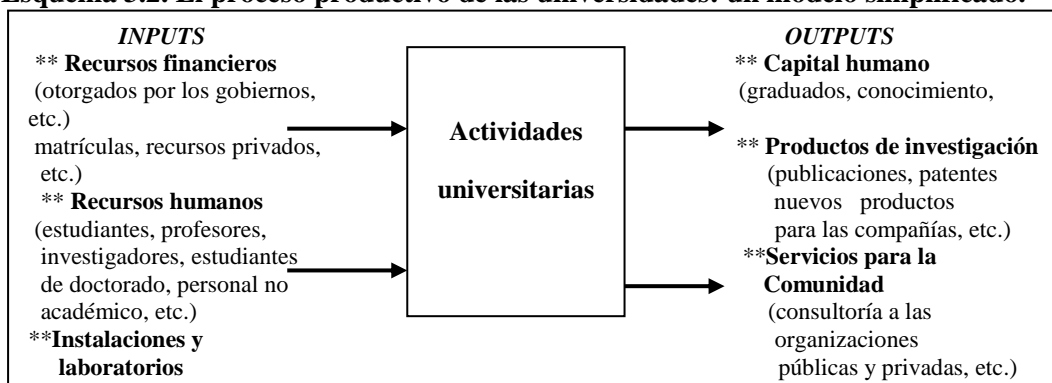 Esquema 3.2. El proceso productivo de las universidades: un modelo simplificado.
INPUTS
** Recursos financieros
(otorgados por los gobiernos,
etc.)
matrículas, recursos privados,
etc.)
** Recursos humanos
(estudiantes, profesores,
investigadores, estudiantes
de doctorado, personal no
académico, etc.)
**Instalaciones y
laboratorios
Actividades
universitarias
OUTPUTS
** Capital humano
(graduados, conocimiento,
** Productos de investigación
(publicaciones, patentes
nuevos productos
para las compañías, etc.)
**Servicios para la
Comunidad
(consultoría a las
organizaciones
públicas y privadas, etc.)